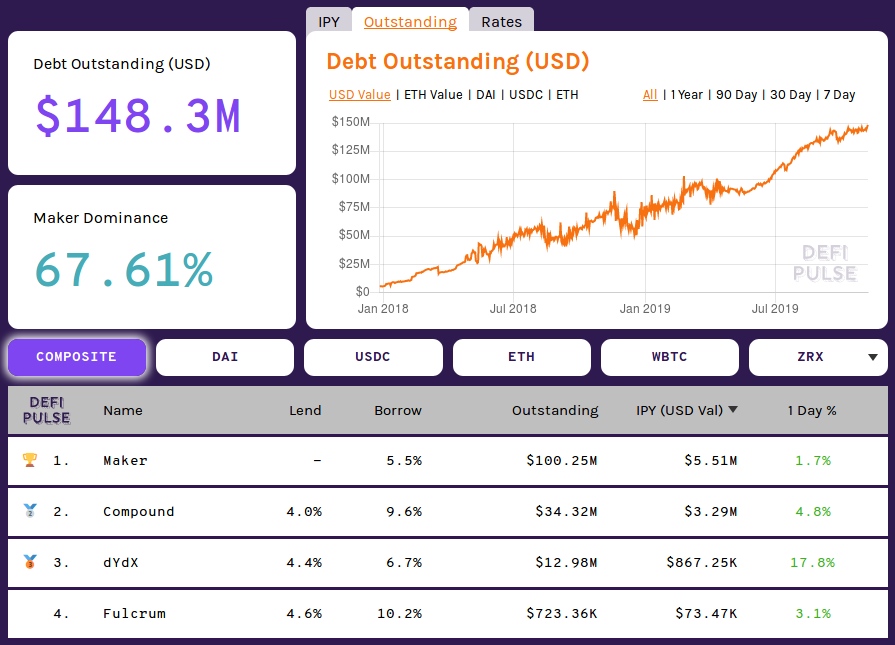 IPY Outstanding Rates
Debt Outstanding (USD)
$148.3M
Maker Dominance
67.61%
Debt Outstanding (USD)
USD Value | ETH Value | DAI | USDC | ETH
All | 1 Year | 90 Day | 30 Day | 7 Day
$150M
$125M
$100M
$75M
$50M
$25M
$0
Jan 2018 Jul 2018 Jan 2019 Jul 2019
DEFI
PULSE
COMPOSITE DAI USDC ETH WBTC ZRX
DEFI
PULSE
Name Lend Borrow Outstanding IPY (USD Val) 1 Day %
1. Maker – 5.5% $100.25M $5.51M 1.7%
2. Compound 4.0% 9.6% $34.32M $3.29M 4.8%
3. dYdX 4.4% 6.7% $12.98M $867.25K 17.8%
4. Fulcrum 4.6% 10.2% $723.36K $73.47K 3.1%